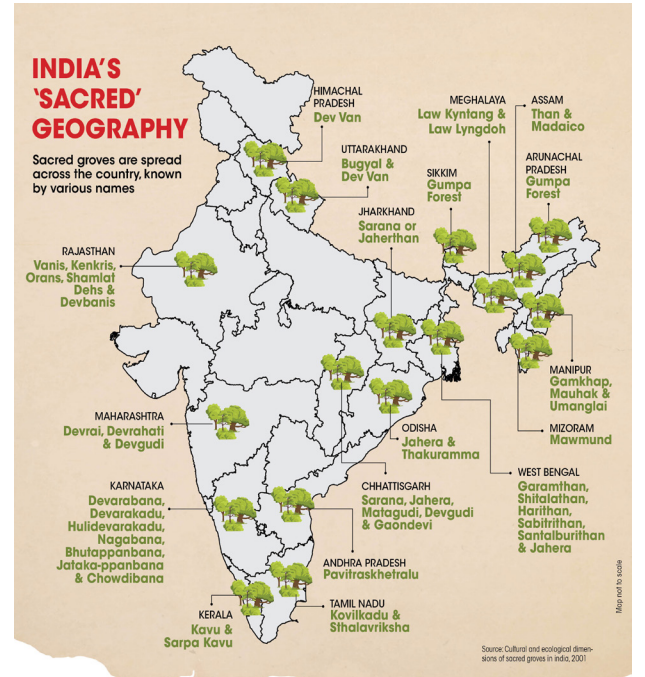 INDIA'S
'SACRED'
GEOGRAPHY
Sacred groves are spread
across the country, known
by various names
HIMACHAL
PRADESH
Dev Van
UTTARAKHAND
Bugyal &
Dev Van
JHARKHAND
Sarana or
Jaherthan
MEGHALAYA
Law Kyntang &
Law Lyngdoh
ASSAM
Than &
Madaico
SIKKIM
Gumpa
Forest
ARUNACHAL
PRADESH
Gumpa
Forest
RAJASTHAN
Vanis, Kenkris,
Orans, Shamlat
Dehs &
Devbanis
MANIPUR
Gamkhap,
Mauhak &
Umanglai
MIZORAM
Mawmund
MAHARASHTRA
Devrai, Devrahati
& Devgudi
ODISHA
Jahera &
Thakuramma
WEST BENGAL
Garamthan,
Shitalathan,
Harithan,
Sabitrithan,
Santalburithan
& Jahera
KARNATAKA
Devarabana,
Devarakadu,
Hulidevarakadu,
Nagabana,
Bhutappanbana,
Jataka-ppanbana
& Chowdibana
CHHATTISGARH
Sarana, Jahera,
Matagudi, Devgudi
& Gaondevi
ANDHRA PRADESH
Pavitraskhetralu
KERALA
Kavu &
Sarpa Kavu
TAMIL NADU
Kovilkadu &
Sthalavriksha
Map not to scale
Source: Cultural and ecological dimen-
sions of sacred groves in india, 2001